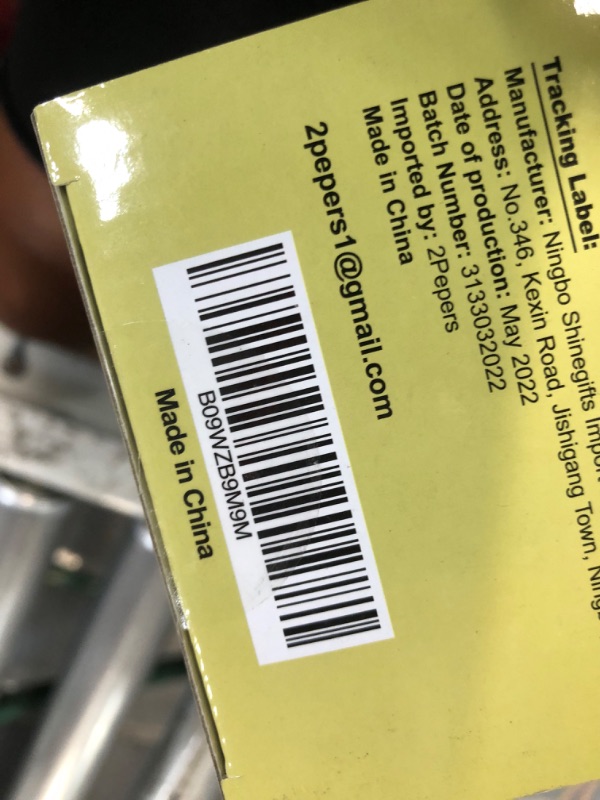 Tracking Label:
Manufacturer: Ningbo Shinegifts Import
Address: No.346, Kexin Road, Jishigang Town,
Date of production: May 2022
Batch Number: 3133032022
Imported by: 2Pepers
Made in China
2pepers1@gmail.com
B09WZB9M9M
Made in China